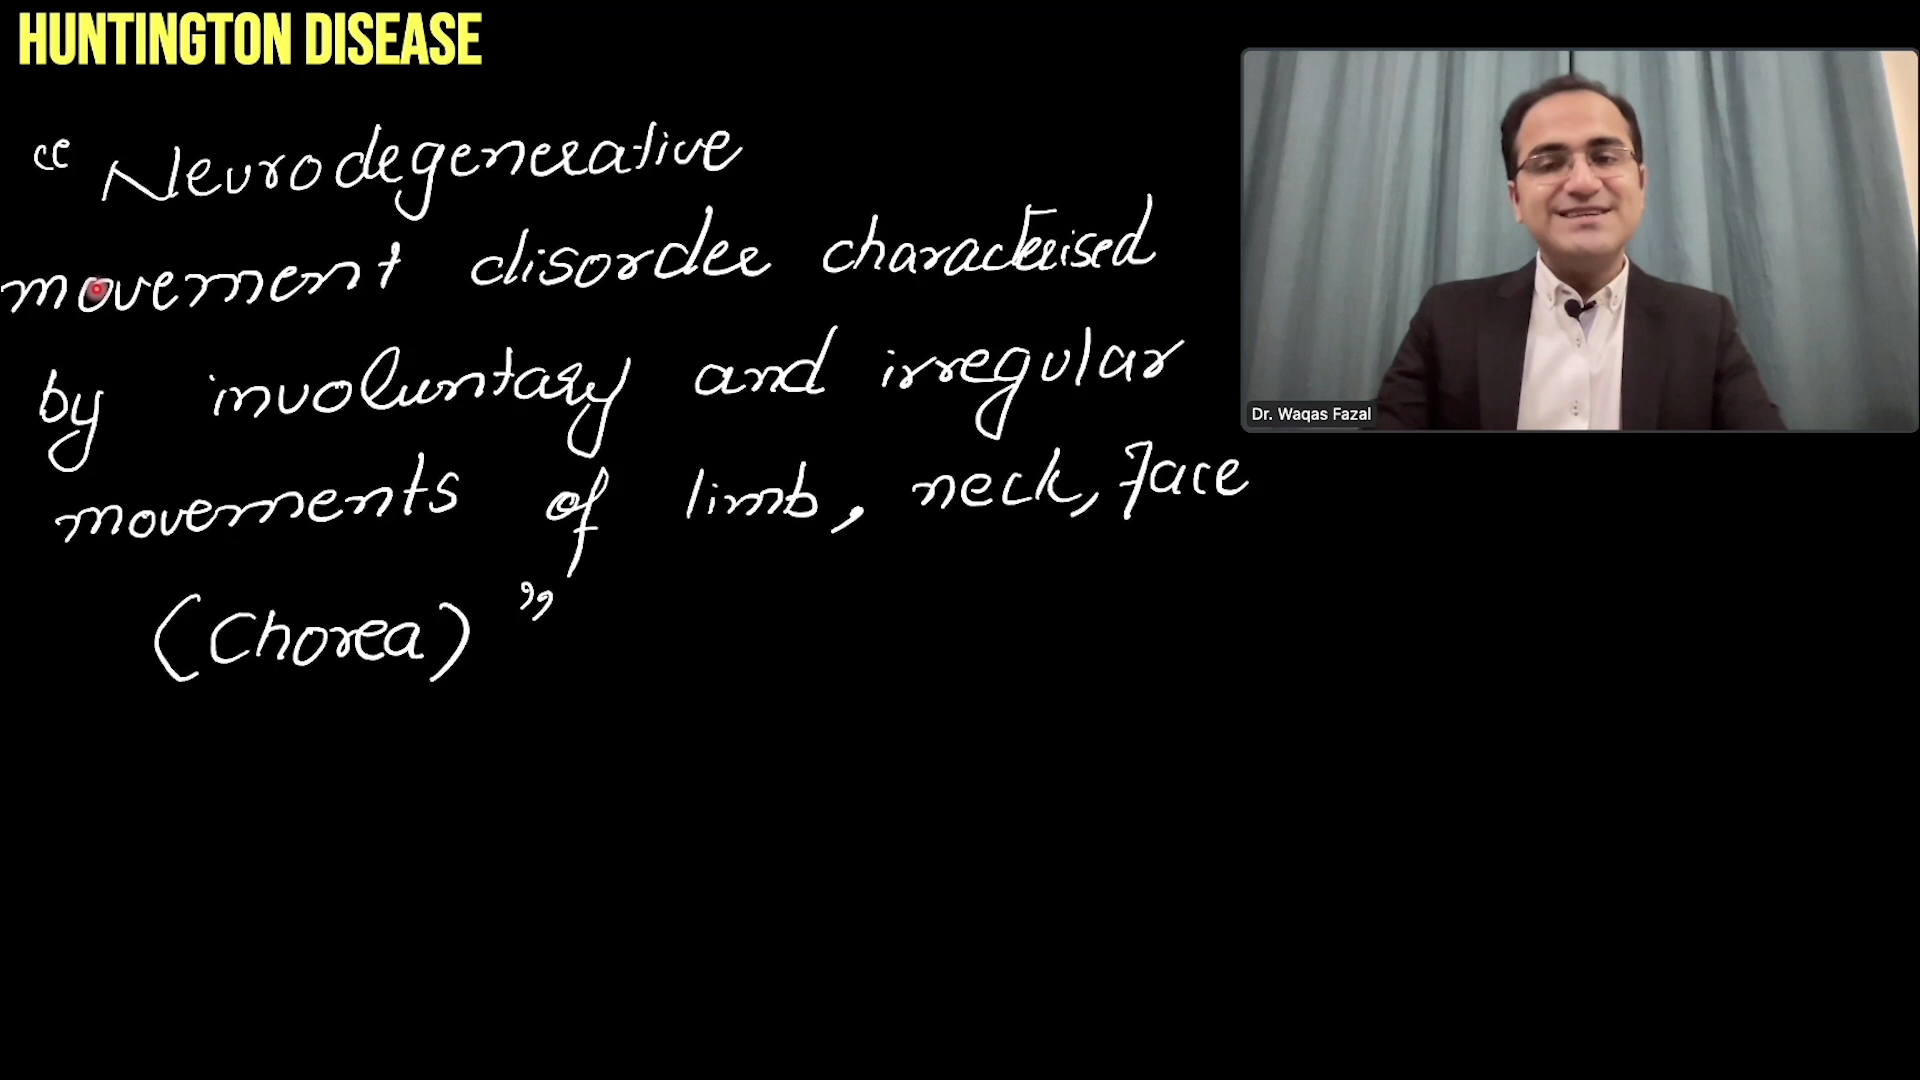 HUNTINGTON DISEASE
“ Neurodegenerative
movement disorder characterised
by involuntary and irregular
movements of limb, neck, face
(Chorea) ”
Dr. Waqas Fazal